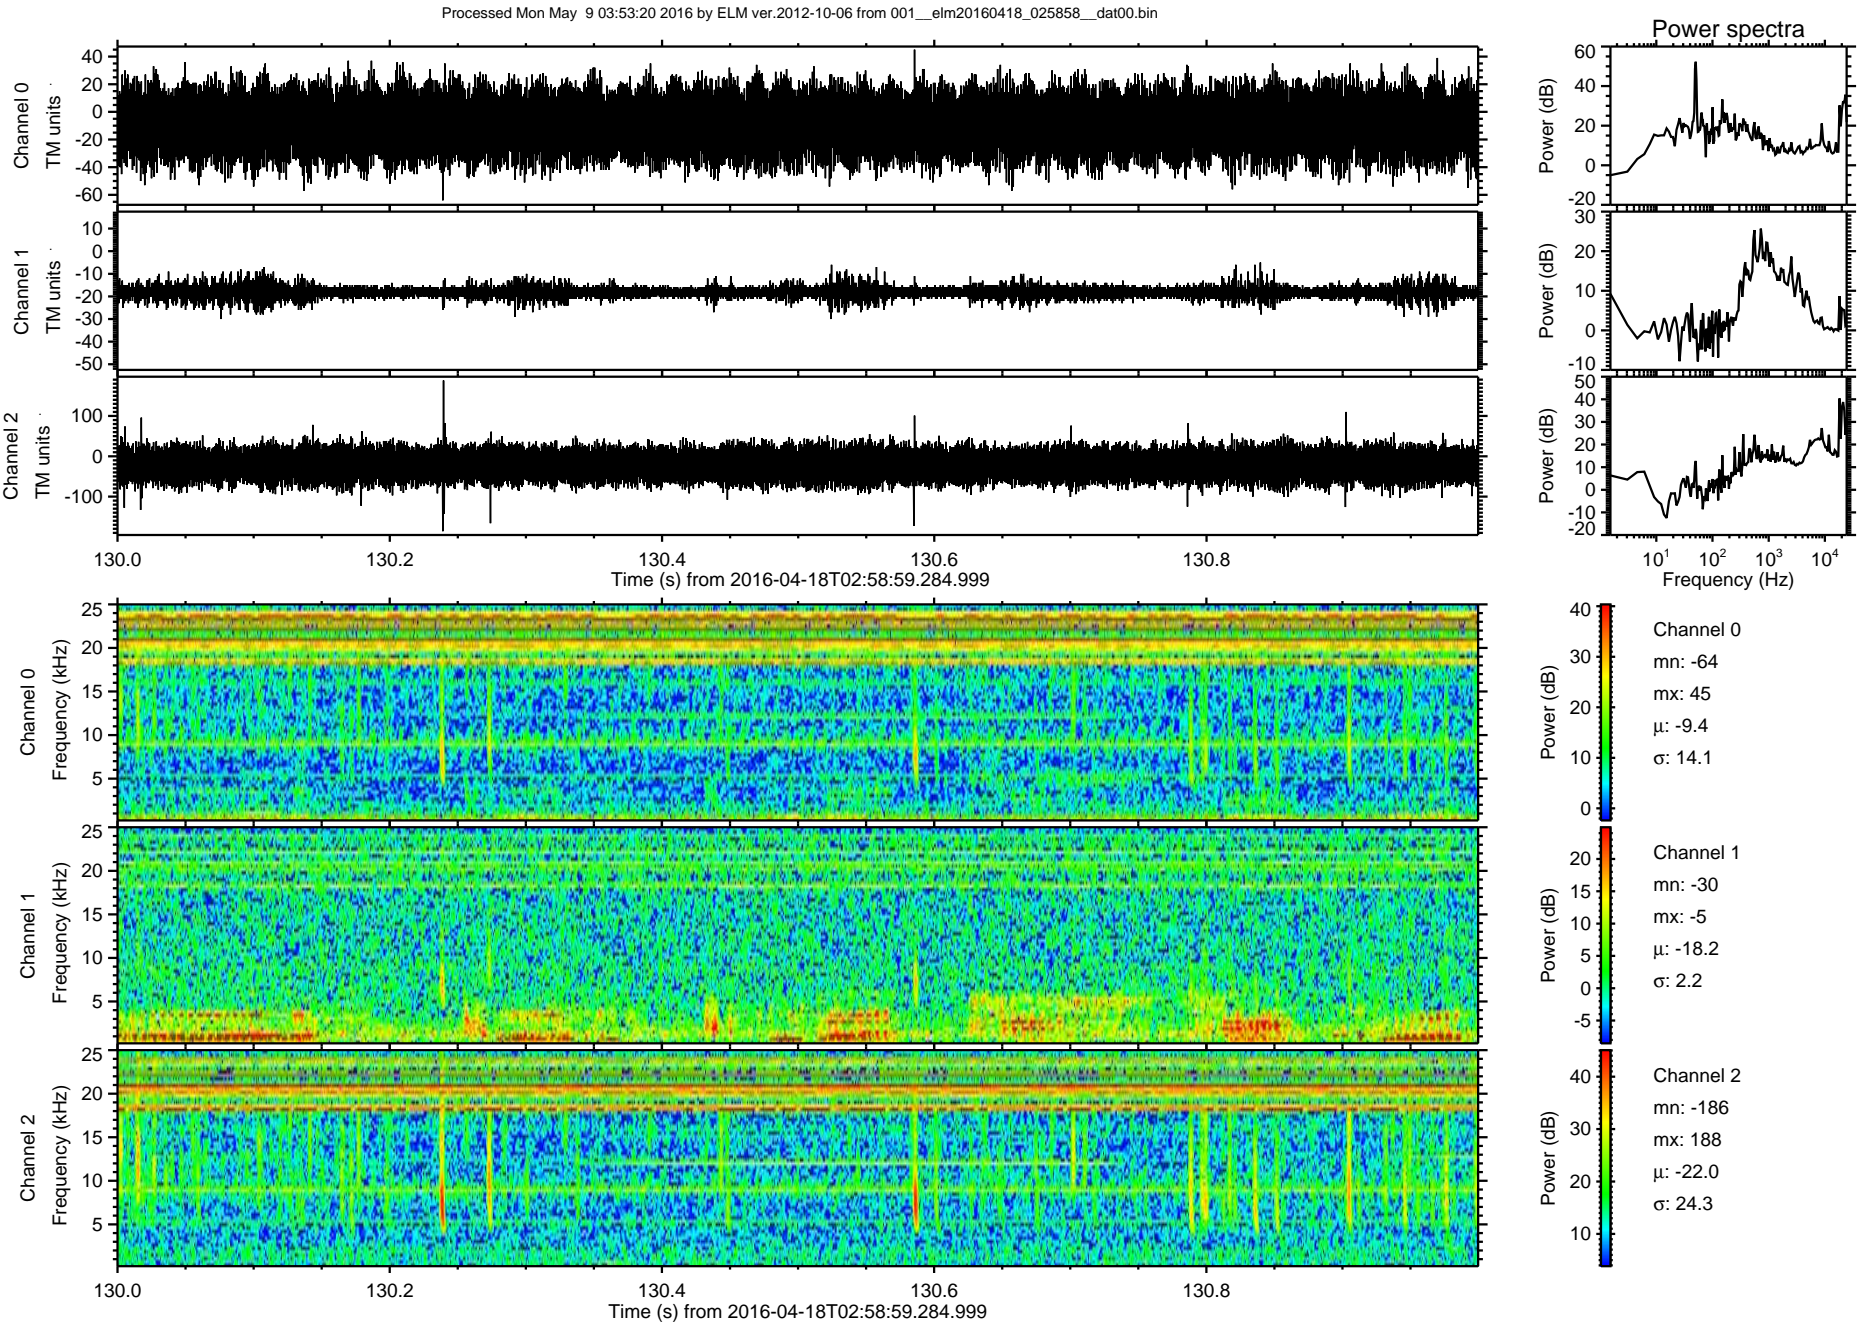 Processed Mon May  9 03:53:20 2016 by ELM ver.2012-10-06 from 001__elm20160418_025858__dat00.bin
Power spectra
Channel 0
TM units
40
20
0
-20
-40
-60
Power (dB)
60
40
20
0
-20
Channel 1
TM units
10
0
-10
-20
-30
-40
-50
Power (dB)
30
20
10
0
-10
Channel 2
TM units
100
0
-100
Power (dB)
50
40
30
20
10
0
-10
-20
130.0 130.2 130.4 130.6 130.8
Time (s) from 2016-04-18T02:58:59.284.999
10^1 10^2 10^3 10^4
Frequency (Hz)
Channel 0
Frequency (kHz)
25
20
15
10
5
Power (dB)
40
30
20
10
0
Channel 0
mn: -64
mx: 45
µ: -9.4
σ: 14.1
Channel 1
Frequency (kHz)
25
20
15
10
5
Power (dB)
20
15
10
5
0
-5
Channel 1
mn: -30
mx: -5
µ: -18.2
σ: 2.2
Channel 2
Frequency (kHz)
25
20
15
10
5
Power (dB)
40
30
20
10
Channel 2
mn: -186
mx: 188
µ: -22.0
σ: 24.3
130.0 130.2 130.4 130.6 130.8
Time (s) from 2016-04-18T02:58:59.284.999